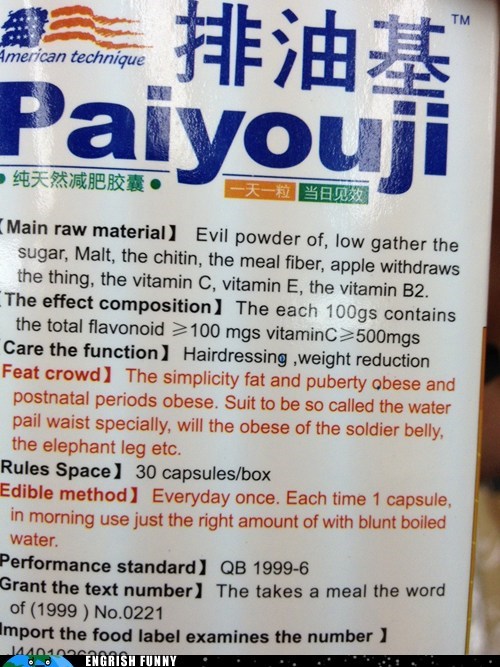 American technique
排油基 TM
Paiyouji
• 纯天然减肥胶囊 •
一天一粒 当日见效
【Main raw material】 Evil powder of, low gather the
sugar, Malt, the chitin, the meal fiber, apple withdraws
the thing, the vitamin C, vitamin E, the vitamin B2.
【The effect composition】 The each 100gs contains
the total flavonoid ≥100 mgs vitaminC≥500mgs
Care the function】 Hairdressing ,weight reduction
Feat crowd】 The simplicity fat and puberty obese and
postnatal periods obese. Suit to be so called the water
pail waist specially, will the obese of the soldier belly,
the elephant leg etc.
Rules Space】 30 capsules/box
Edible method】 Everyday once. Each time 1 capsule,
in morning use just the right amount of with blunt boiled
water.
Performance standard】 QB 1999-6
Grant the text number】 The takes a meal the word
of (1999 ) No.0221
Import the food label examines the number 】
ENGRISH FUNNY